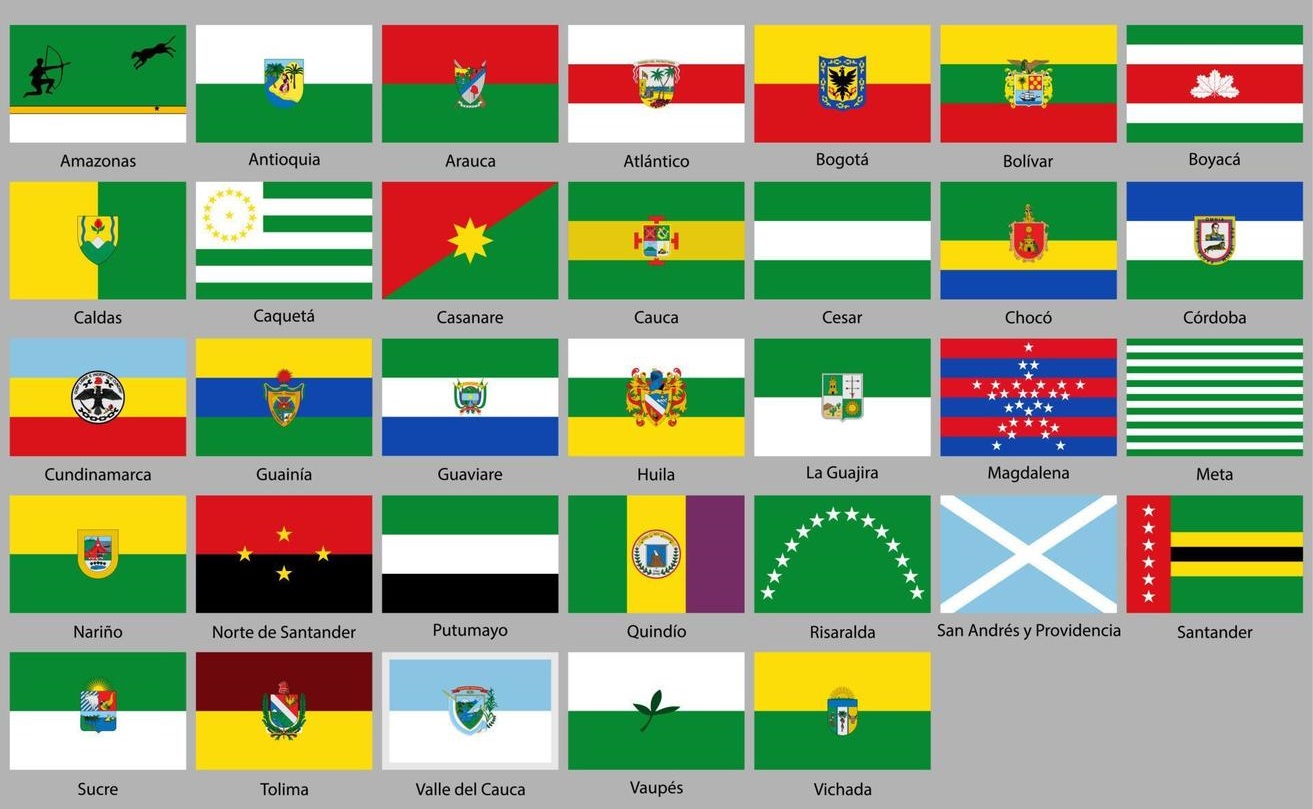 Amazonas
Antioquia
Arauca
Atlántico
Bogotá
Bolívar
Boyacá
Caldas
Caquetá
Casanare
Cauca
Cesar
Chocó
Córdoba
Cundinamarca
Guainía
Guaviare
Huila
La Guajira
Magdalena
Meta
Nariño
Norte de Santander
Putumayo
Quindío
Risaralda
San Andrés y Providencia
Santander
Sucre
Tolima
Valle del Cauca
Vaupés
Vichada